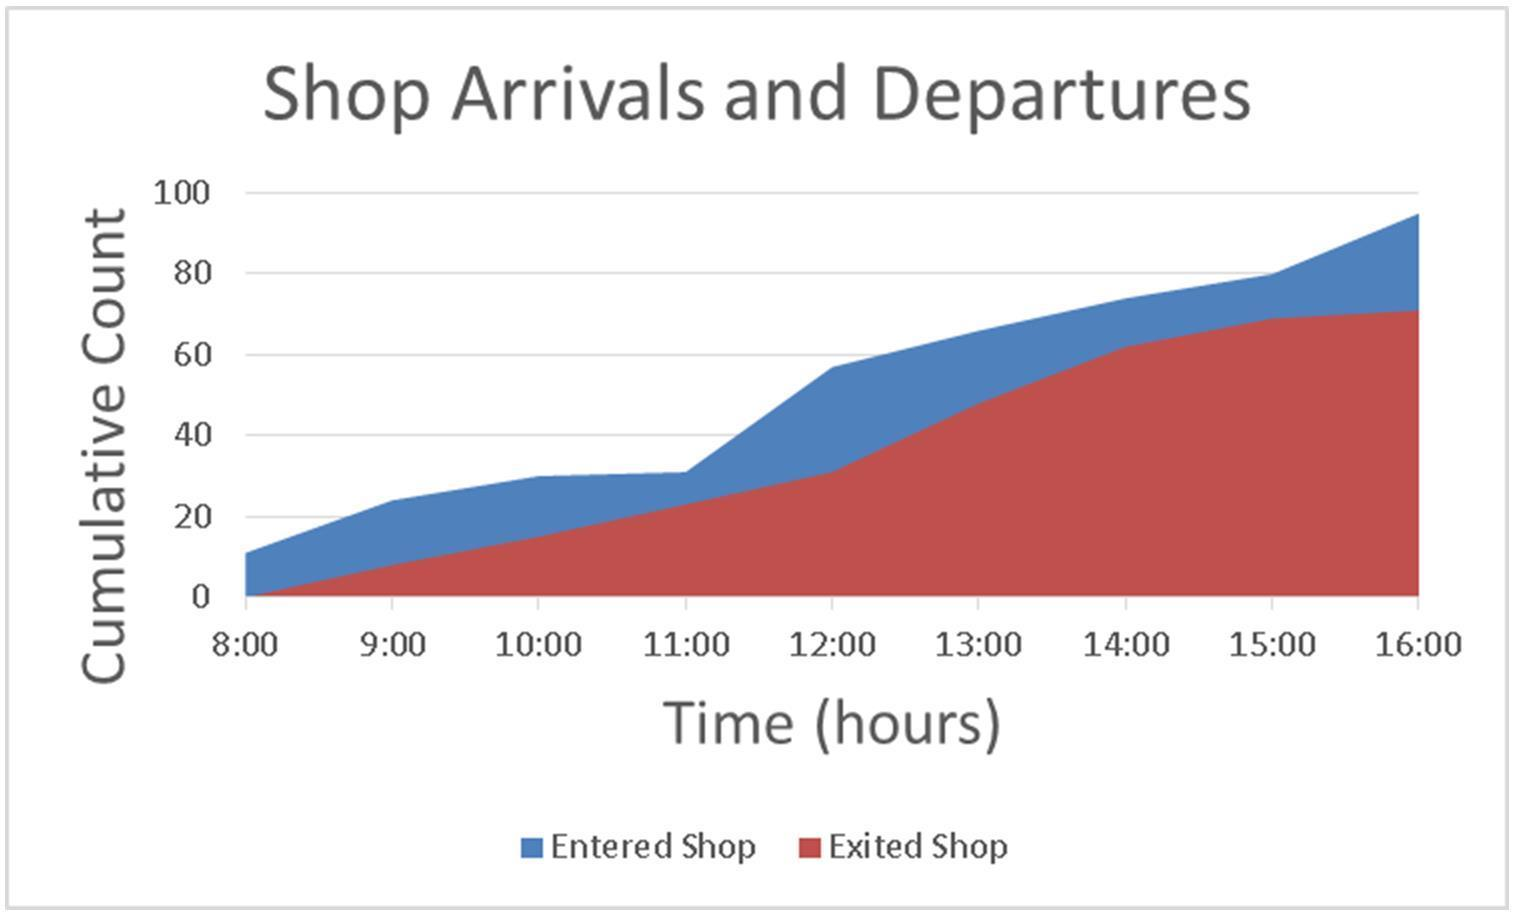 Shop Arrivals and Departures
Cumulative Count
100
80
60
40
20
0
8:00 9:00 10:00 11:00 12:00 13:00 14:00 15:00 16:00
Time (hours)
Entered Shop Exited Shop